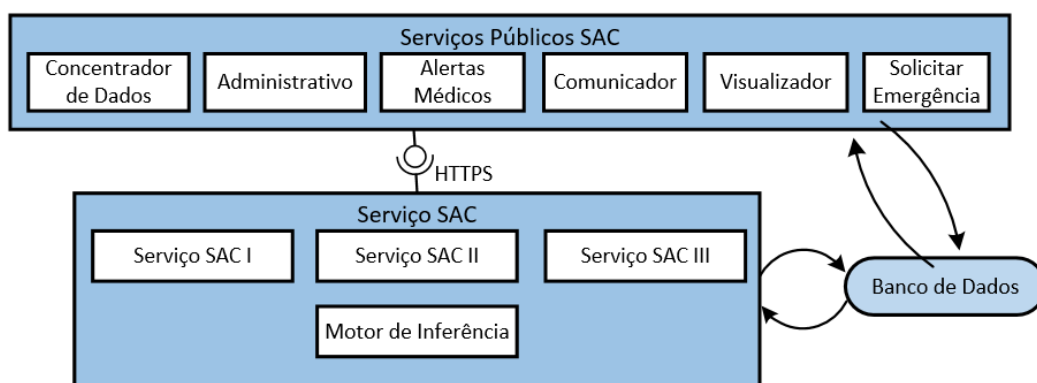 Serviços Públicos SAC
Concentrador
de Dados
Administrativo
Alertas
Médicos
Comunicador
Visualizador
Solicitar
Emergência
HTTPS
Serviço SAC
Serviço SAC I
Serviço SAC II
Serviço SAC III
Banco de Dados
Motor de Inferência